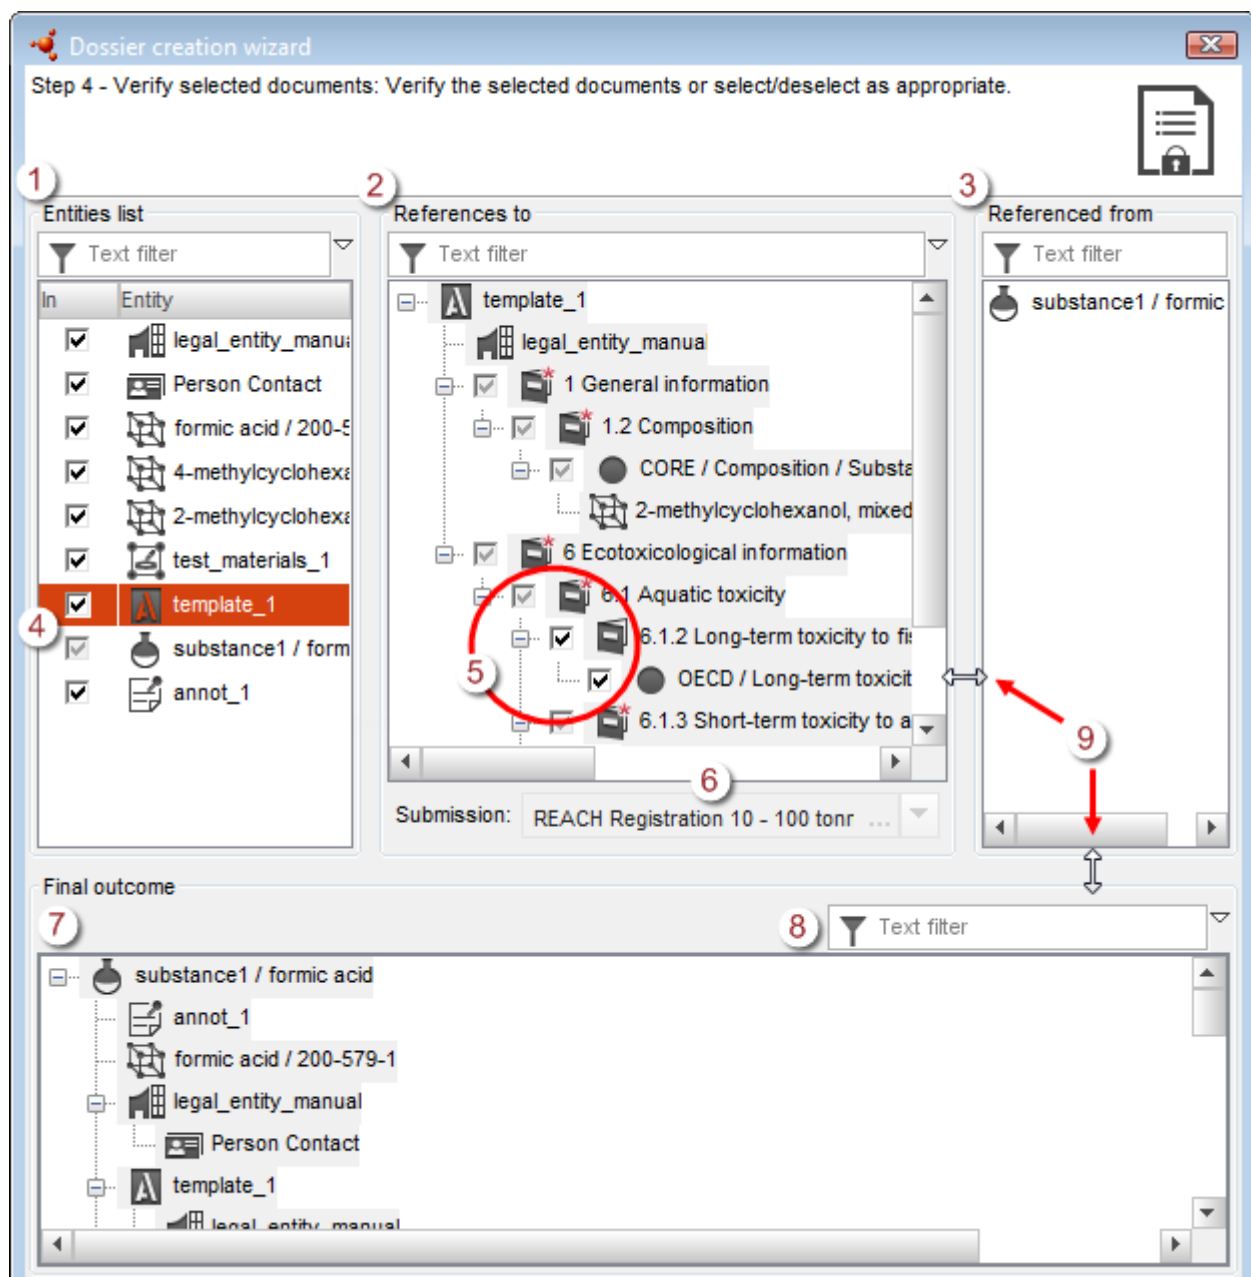 Dossier creation wizard
Step 4 - Verify selected documents: Verify the selected documents or select/deselect as appropriate.
1
2
3
Entities list
References to
Referenced from
Text filter
Text filter
Text filter
In Entity
legal_entity_manu
Person Contact
formic acid / 200-5
4-methylcyclohex
2-methylcyclohex
test_materials_1
template_1
4
substance1 / form
annot_1
template_1
legal_entity_manual
1 General information
1.2 Composition
CORE / Composition / Substa
2-methylcyclohexanol, mixed
6 Ecotoxicological information
6.1 Aquatic toxicity
6.1.2 Long-term toxicity to fis
5
OECD / Long-term toxicit
6.1.3 Short-term toxicity to a
6
Submission: REACH Registration 10 - 100 tonr ...
substance1 / formic
9
Final outcome
7
8
Text filter
substance1 / formic acid
annot_1
formic acid / 200-579-1
legal_entity_manual
Person Contact
template_1
legal_entity_manual